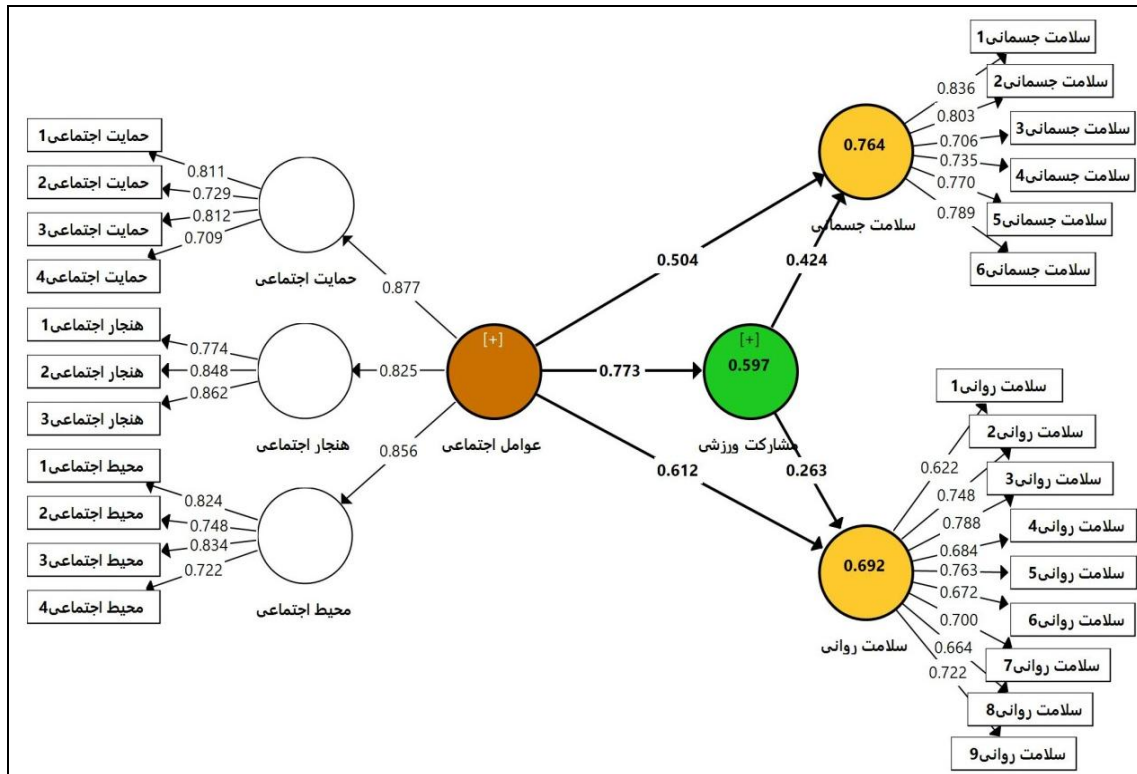 حمایت اجتماعی1
حمایت اجتماعی2
حمایت اجتماعی3
حمایت اجتماعی4
0.811
0.729
0.812
0.709
حمایت اجتماعی
0.877
هنجار اجتماعی1
هنجار اجتماعی2
هنجار اجتماعی3
0.774
0.848
0.862
هنجار اجتماعی
0.825
محیط اجتماعی1
محیط اجتماعی2
محیط اجتماعی3
محیط اجتماعی4
0.824
0.748
0.834
0.722
محیط اجتماعی
0.856
[+]
عوامل اجتماعی
0.504
0.773
0.612
[+]
0.597
مشارکت ورزشی
0.424
0.263
0.764
سلامت جسمانی
0.836
0.803
0.706
0.735
0.770
0.789
سلامت جسمانی1
سلامت جسمانی2
سلامت جسمانی3
سلامت جسمانی4
سلامت جسمانی5
سلامت جسمانی6
0.692
سلامت روانی
0.622
0.748
0.788
0.684
0.763
0.672
0.700
0.664
0.722
سلامت روانی1
سلامت روانی2
سلامت روانی3
سلامت روانی4
سلامت روانی5
سلامت روانی6
سلامت روانی7
سلامت روانی8
سلامت روانی9